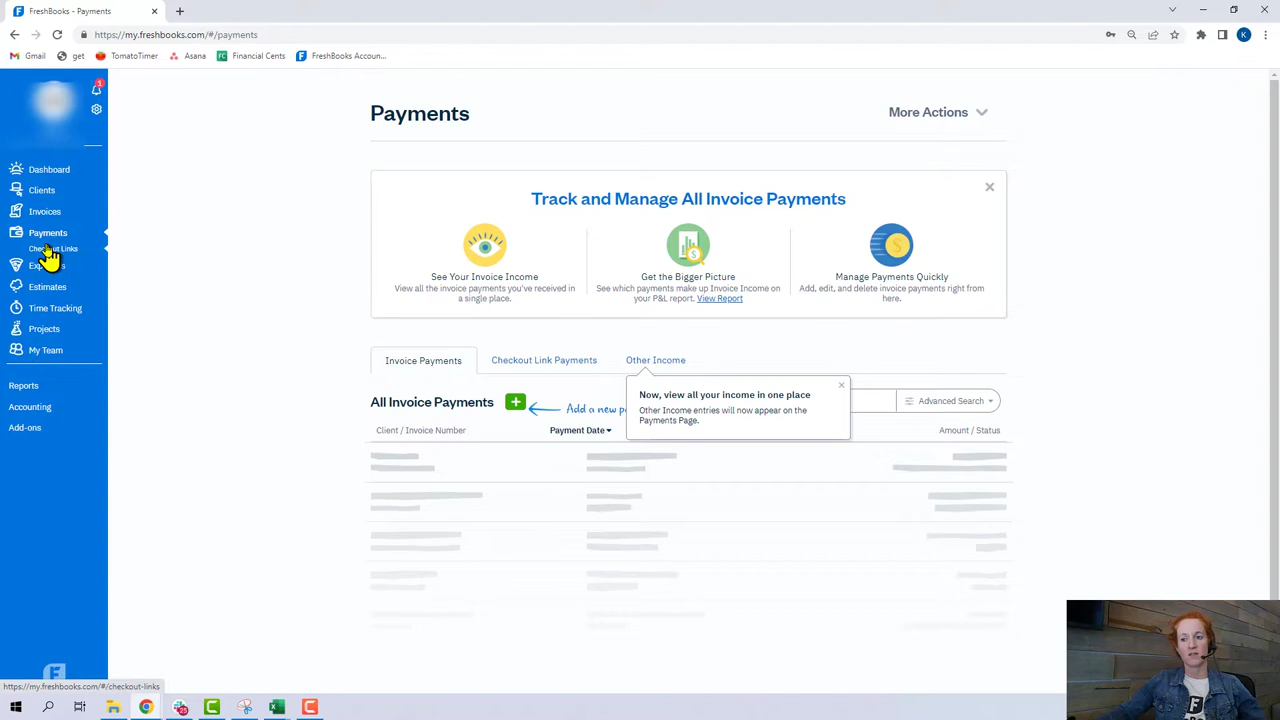 FreshBooks - Payments
https://my.freshbooks.com/#/payments
K
Gmail
get
TomatoTimer
Asana
Financial Cents
FreshBooks Accoun...
1
Payments
More Actions
Dashboard
Clients
Invoices
Payments
Checkout Links
Estimates
Time Tracking
Projects
My Team
Reports
Accounting
Add-ons
Track and Manage All Invoice Payments
See Your Invoice Income
View all the invoice payments you've received in
a single place.
Get the Bigger Picture
See which payments make up Invoice Income on
your P&L report. View Report
Manage Payments Quickly
Add, edit, and delete invoice payments right from
here.
Invoice Payments
Checkout Link Payments
Other Income
Now, view all your income in one place
Other Income entries will now appear on the
Payments Page.
All Invoice Payments
Add a new
Advanced Search
Client / Invoice Number
Payment Date
Amount / Status
https://my.freshbooks.com/#/checkout-links